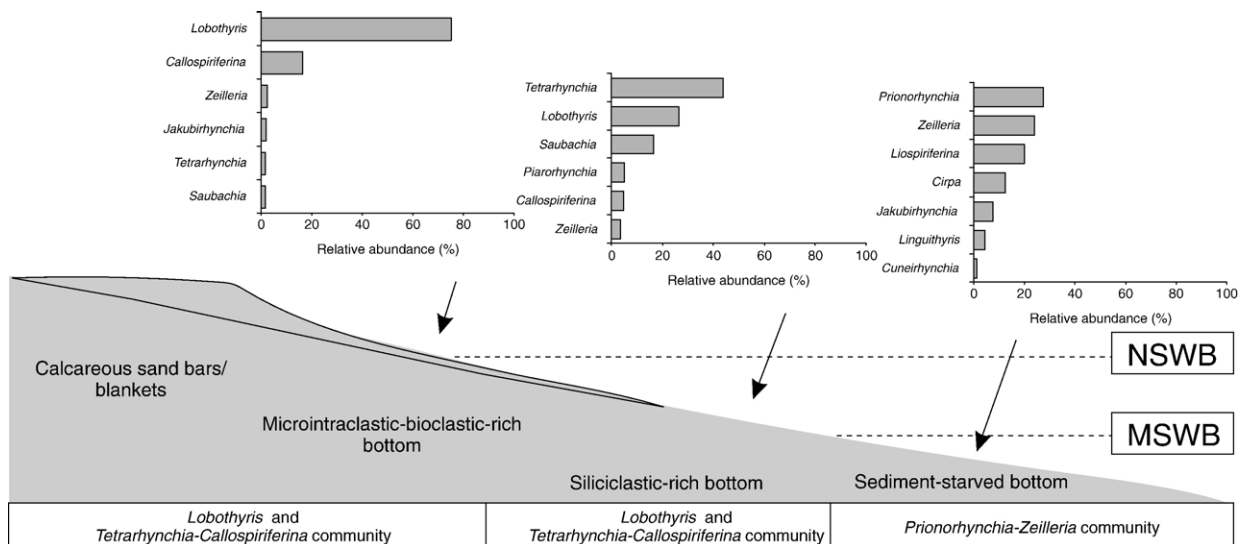 Lobothyris
Callospiriferina
Zeilleria
Jakubirhynchia
Tetrarhynchia
Saubachia
0 20 40 60 80 100
Relative abundance (%)
Tetrarhynchia
Lobothyris
Saubachia
Piarorhynchia
Callospiriferina
Zeilleria
0 20 40 60 80 100
Relative abundance (%)
Prionorhynchia
Zeilleria
Liospiriferina
Cirpa
Jakubirhynchia
Linguithyris
Cuneirhynchia
0 20 40 60 80 100
Relative abundance (%)
NSWB
MSWB
Calcareous sand bars/
blankets
Microintraclastic-bioclastic-rich
bottom
Siliciclastic-rich bottom
Sediment-starved bottom
Lobothyris and
Tetrarhynchia-Callospiriferina community
Lobothyris and
Tetrarhynchia-Callospiriferina community
Prionorhynchia-Zeilleria community